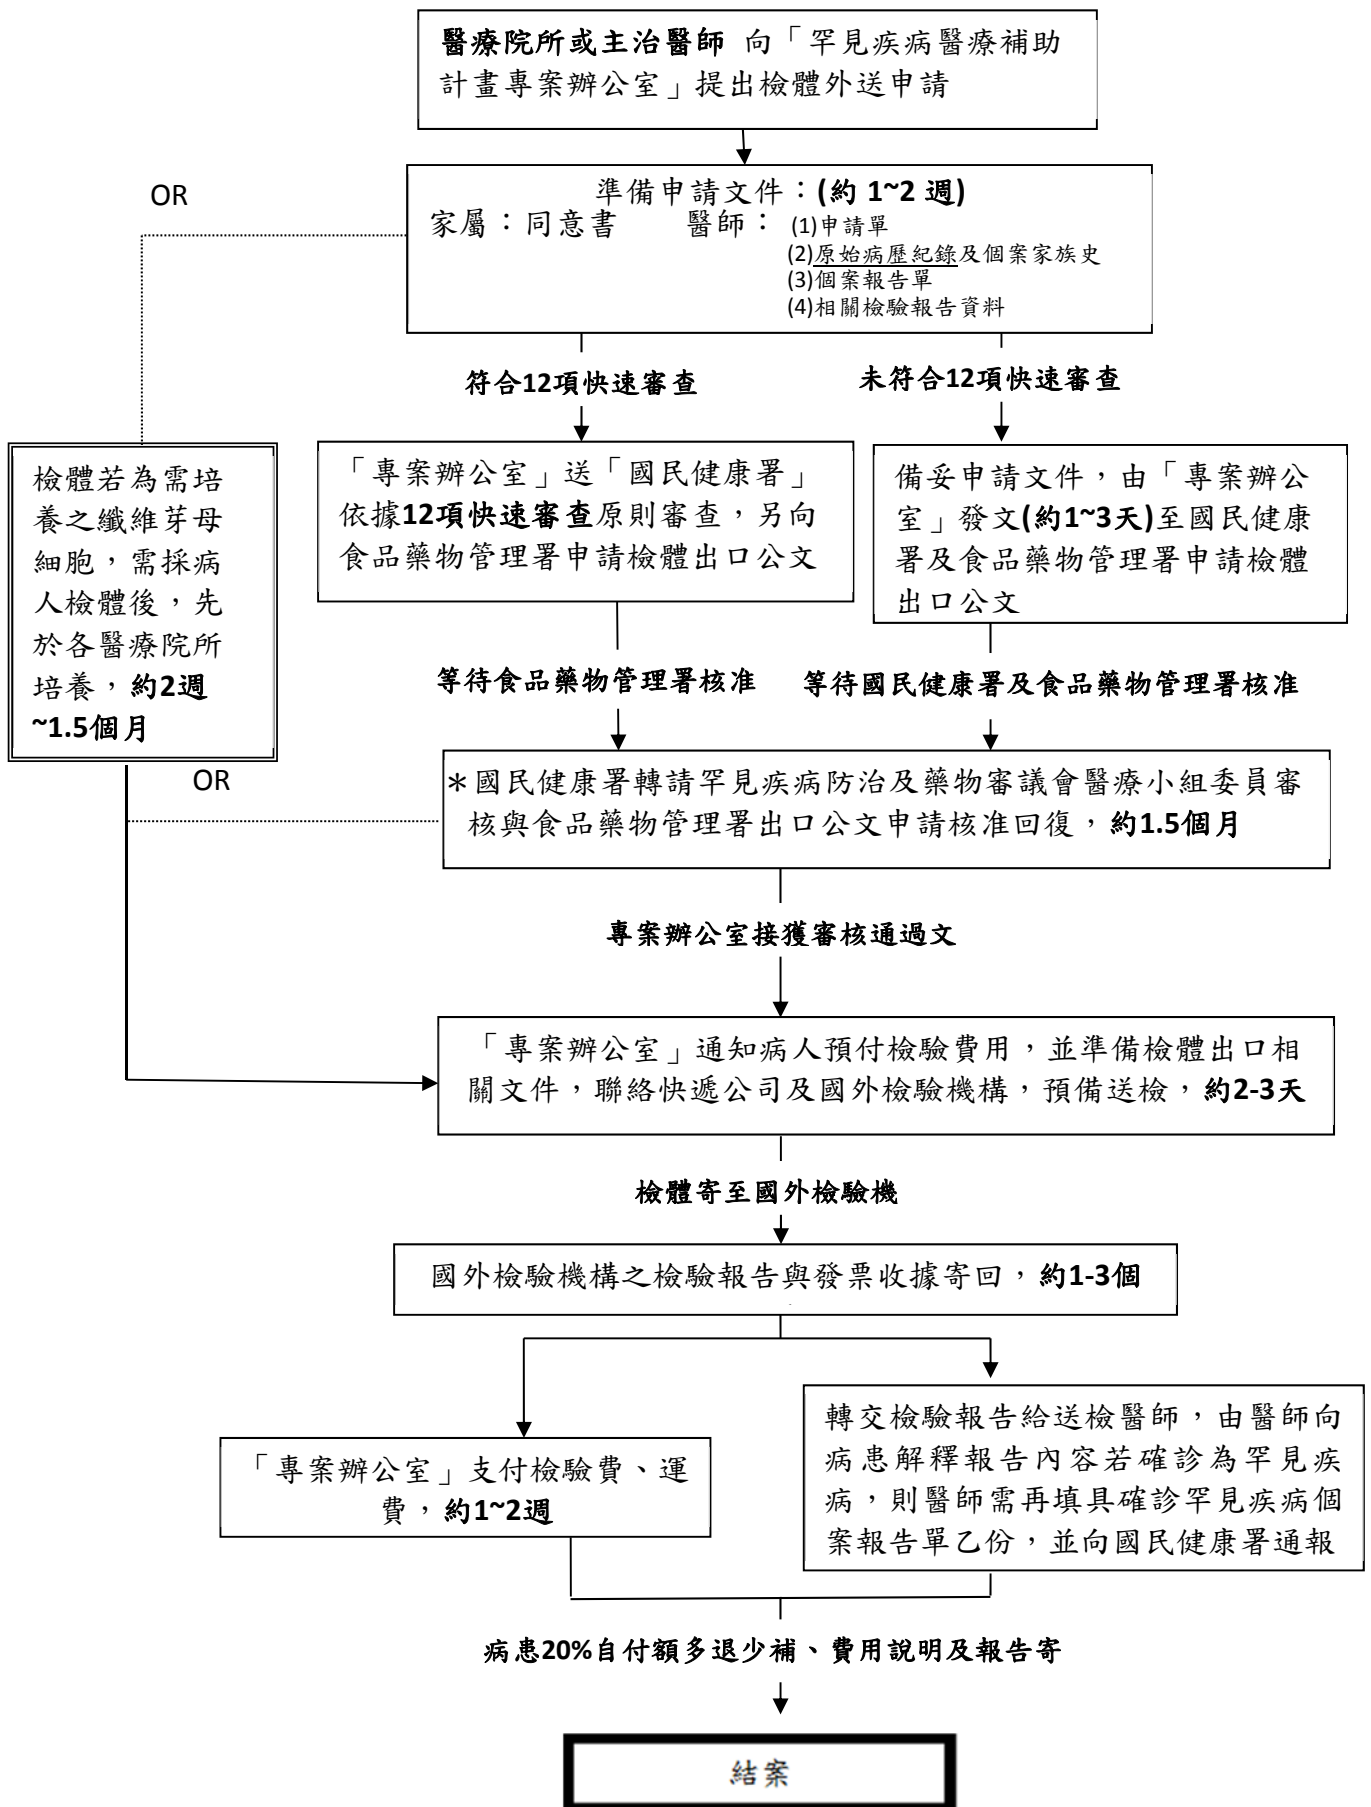 醫療院所或主治醫師 向「罕見疾病醫療補助
計畫專案辦公室」提出檢體外送申請
OR
準備申請文件：(約 1~2 週)
家屬：同意書 醫師： (1)申請單
(2)原始病歷紀錄及個案家族史
(3)個案報告單
(4)相關檢驗報告資料
符合12項快速審查
未符合12項快速審查
檢體若為需培
養之纖維芽母
細胞，需採病
人檢體後，先
於各醫療院所
培養，約2週
~1.5個月
「專案辦公室」送「國民健康署」
依據12項快速審查原則審查，另向
食品藥物管理署申請檢體出口公文
備妥申請文件，由「專案辦公
室」發文(約1~3天)至國民健康
署及食品藥物管理署申請檢體
出口公文
等待食品藥物管理署核准
等待國民健康署及食品藥物管理署核准
OR
＊國民健康署轉請罕見疾病防治及藥物審議會醫療小組委員審
核與食品藥物管理署出口公文申請核准回復，約1.5個月
專案辦公室接獲審核通過文
「專案辦公室」通知病人預付檢驗費用，並準備檢體出口相
關文件，聯絡快遞公司及國外檢驗機構，預備送檢，約2-3天
檢體寄至國外檢驗機
國外檢驗機構之檢驗報告與發票收據寄回，約1-3個
「專案辦公室」支付檢驗費、運
費，約1~2週
轉交檢驗報告給送檢醫師，由醫師向
病患解釋報告內容若確診為罕見疾
病，則醫師需再填具確診罕見疾病個
案報告單乙份，並向國民健康署通報
病患20%自付額多退少補、費用說明及報告寄
結案